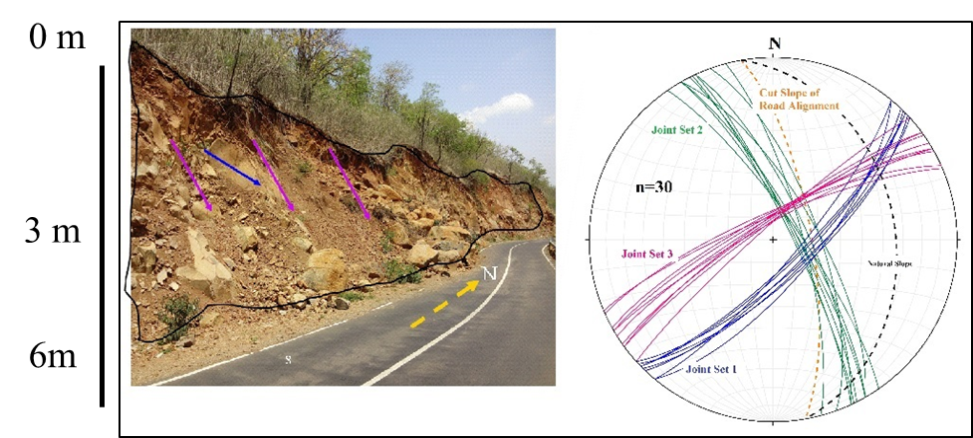 0 m
3 m
6m
N
s
N
Cut Slope of
Road Alignment
Joint Set 2
n=30
Joint Set 3
Natural Slope
Joint Set 1